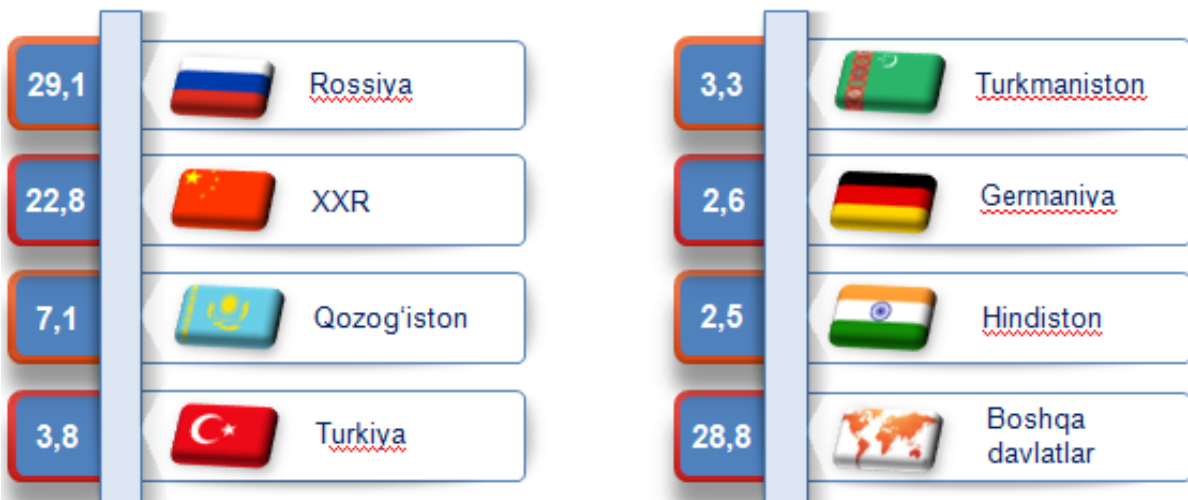 29,1 Rossiya
22,8 XXR
7,1 Qozog‘iston
3,8 Turkiya
3,3 Turkmaniston
2,6 Germaniya
2,5 Hindiston
28,8 Boshqa
davlatlar